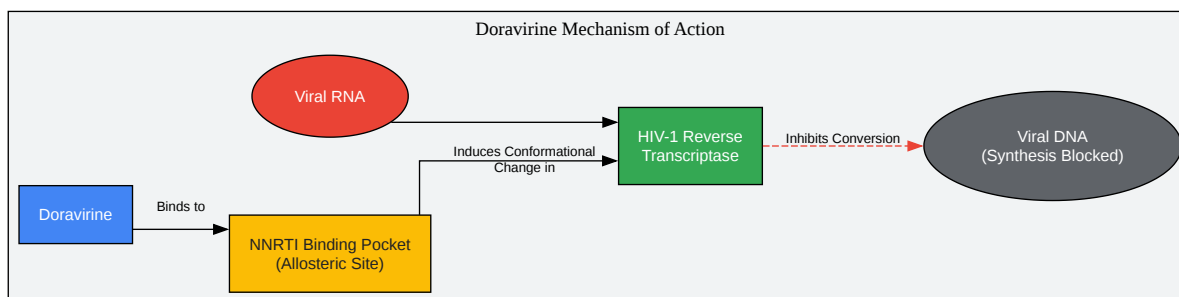 Doravirine Mechanism of Action
Viral RNA
HIV-1 Reverse
Transcriptase
Inhibits Conversion
Viral DNA
(Synthesis Blocked)
Induces Conformational
Change in
Doravirine
Binds to
NNRTI Binding Pocket
(Allosteric Site)